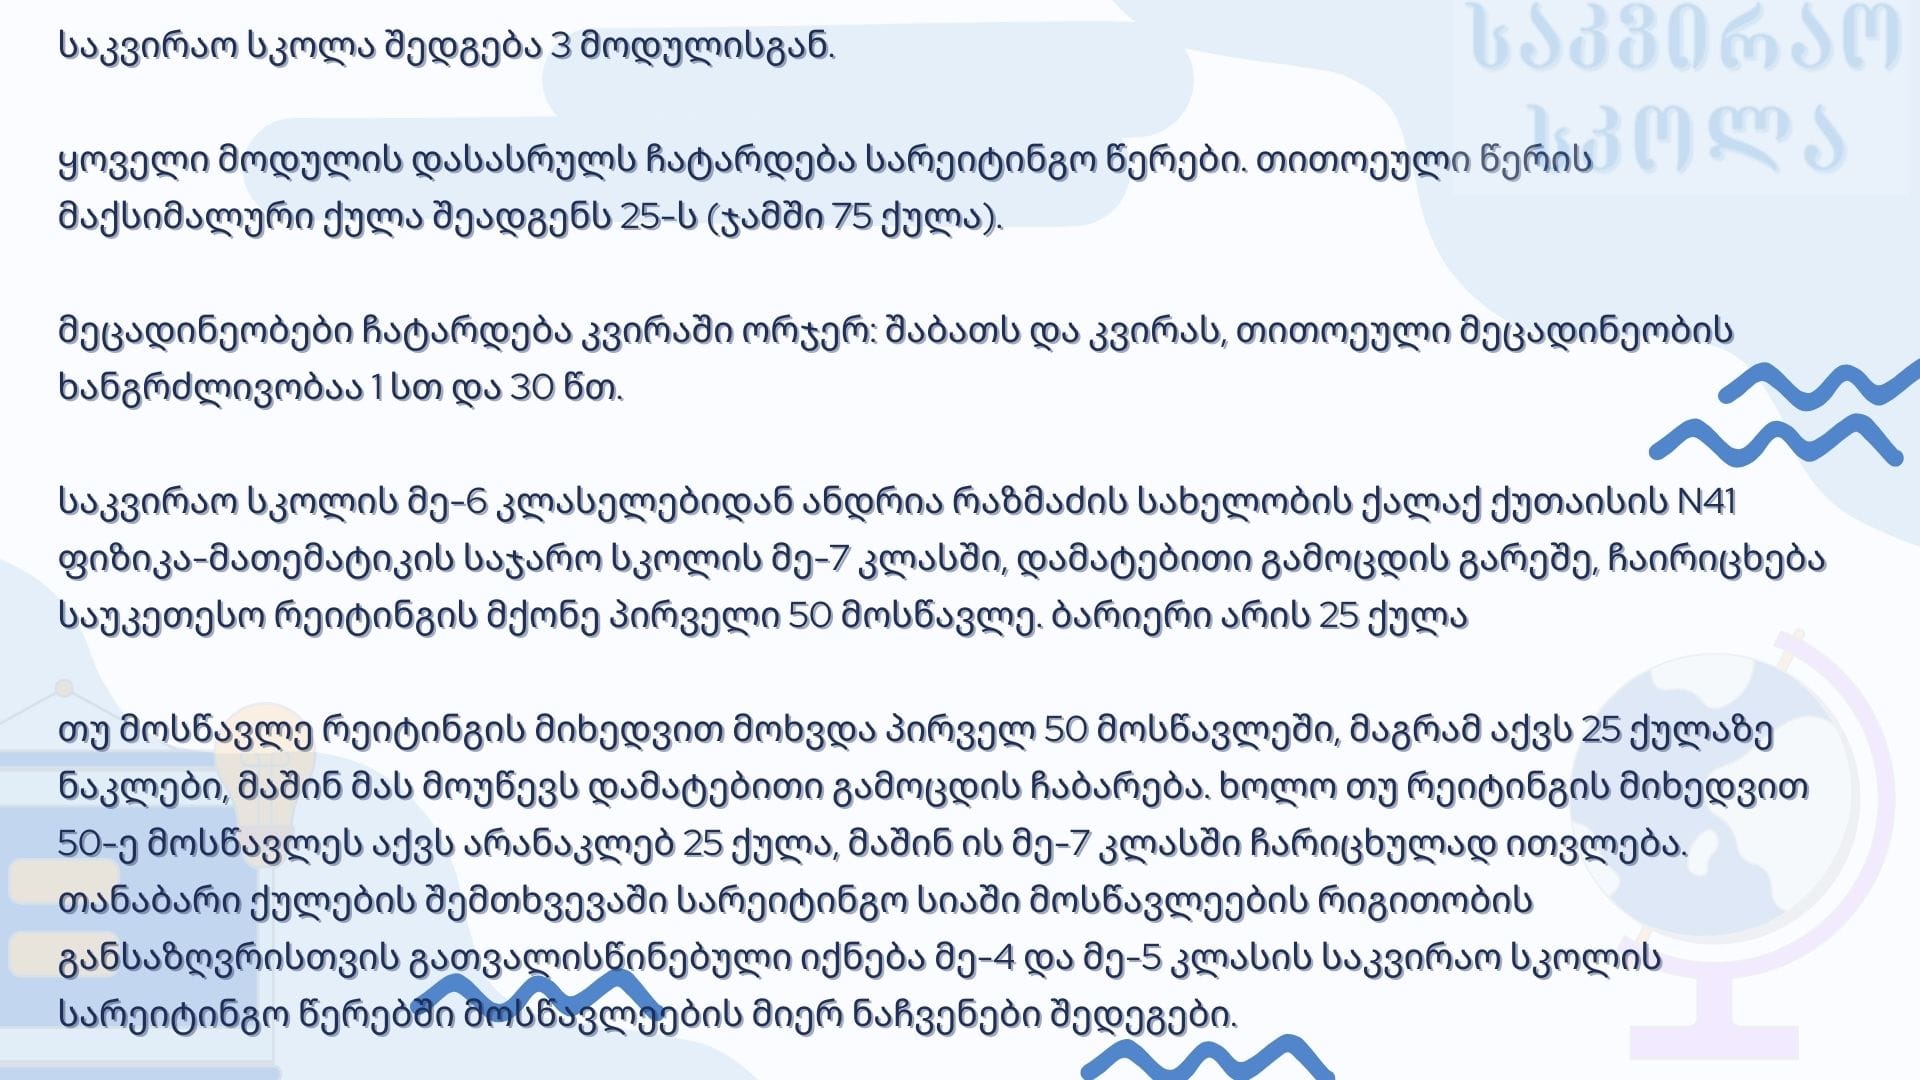 საკვირაო
სკოლა
საკვირაო სკოლა შედგება 3 მოდულისგან.
ყოველი მოდულის დასასრულს ჩატარდება სარეიტინგო წერები. თითოეული წერის
მაქსიმალური ქულა შეადგენს 25-ს (ჯამში 75 ქულა).
მეცადინეობები ჩატარდება კვირაში ორჯერ: შაბათს და კვირას, თითოეული მეცადინეობის
ხანგრძლივობაა 1 სთ და 30 წთ.
საკვირაო სკოლის მე-6 კლასელებიდან ანდრია რაზმაძის სახელობის ქალაქ ქუთაისის N41
ფიზიკა-მათემატიკის საჯარო სკოლის მე-7 კლასში, დამატებითი გამოცდის გარეშე, ჩაირიცხება
საუკეთესო რეიტინგის მქონე პირველი 50 მოსწავლე. ბარიერი არის 25 ქულა
თუ მოსწავლე რეიტინგის მიხედვით მოხვდა პირველ 50 მოსწავლეში, მაგრამ აქვს 25 ქულაზე
ნაკლები, მაშინ მას მოუწევს დამატებითი გამოცდის ჩაბარება. ხოლო თუ რეიტინგის მიხედვით
50-ე მოსწავლეს აქვს არანაკლებ 25 ქულა, მაშინ ის მე-7 კლასში ჩარიცხულად ითვლება.
თანაბარი ქულების შემთხვევაში სარეიტინგო სიაში მოსწავლეების რიგითობის
განსაზღვრისთვის გათვალისწინებული იქნება მე-4 და მე-5 კლასის საკვირაო სკოლის
სარეიტინგო წერებში მოსწავლეების მიერ ნაჩვენები შედეგები.